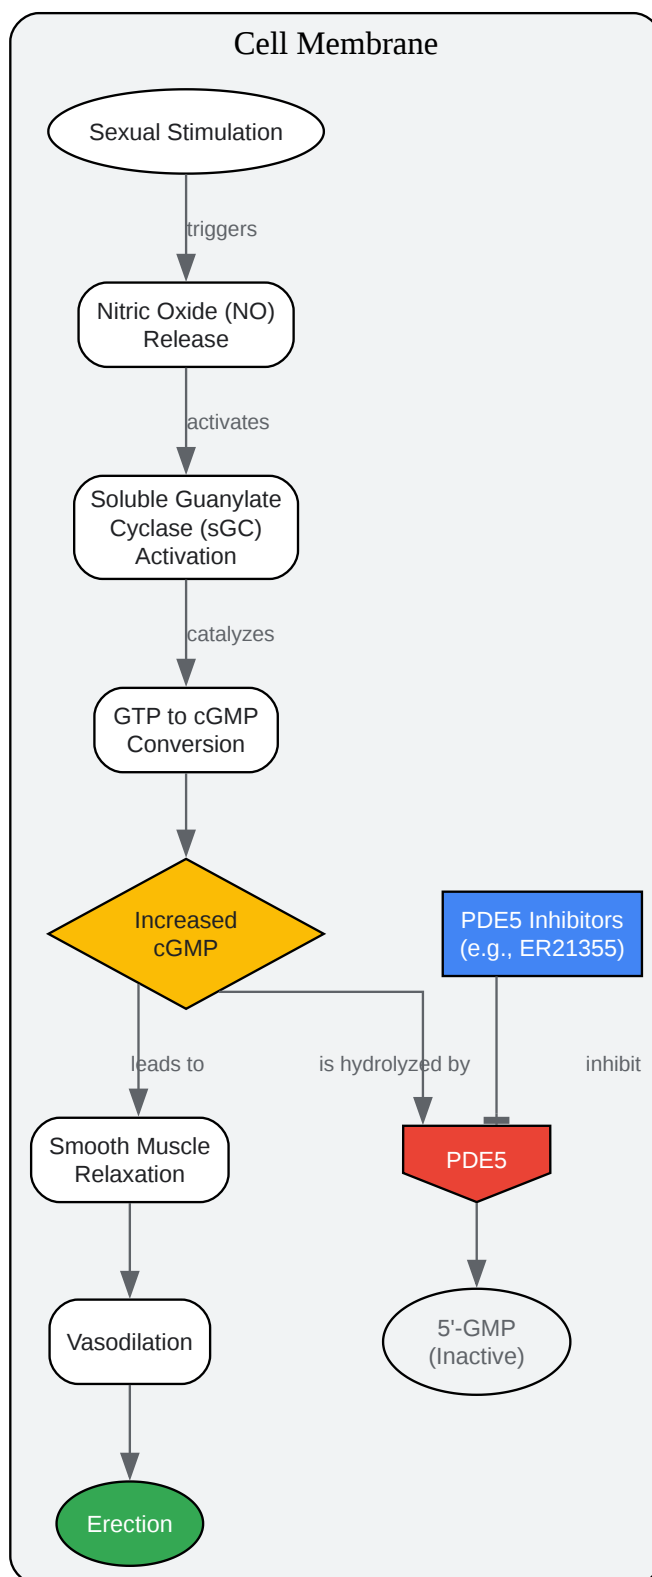 Cell Membrane
Sexual Stimulation
triggers
Nitric Oxide (NO)
Release
activates
Soluble Guanylate
Cyclase (sGC)
Activation
catalyzes
GTP to cGMP
Conversion
Increased
cGMP
PDE5 Inhibitors
(e.g., ER21355)
leads to
is hydrolyzed by
inhibit
Smooth Muscle
Relaxation
PDE5
Vasodilation
5'-GMP
(Inactive)
Erection